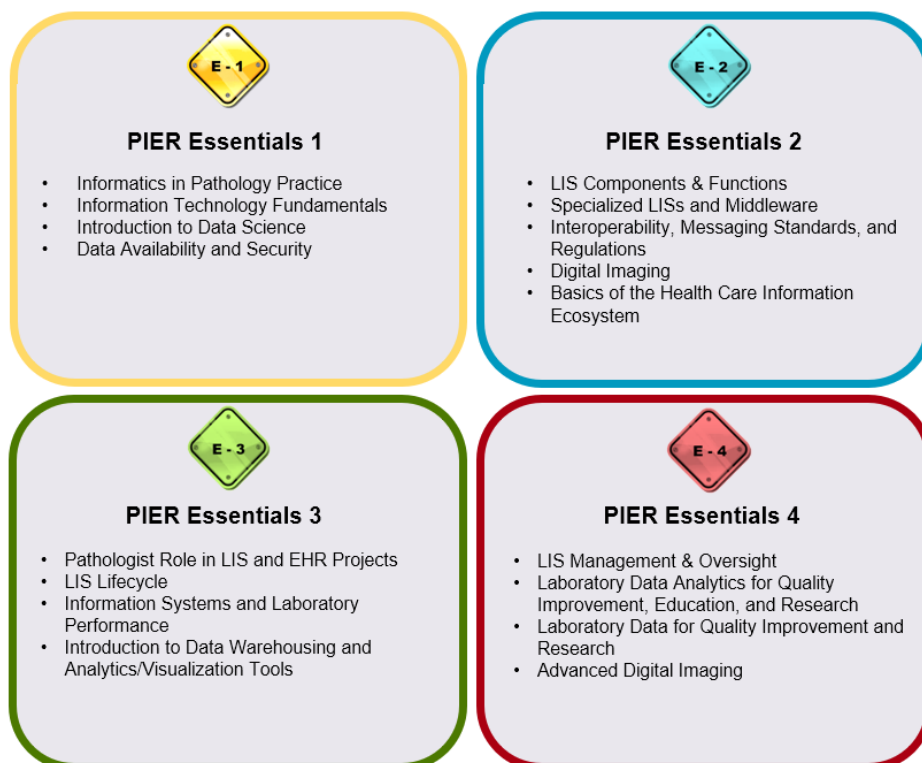 E - 1
PIER Essentials 1
• Informatics in Pathology Practice
• Information Technology Fundamentals
• Introduction to Data Science
• Data Availability and Security
E - 2
PIER Essentials 2
• LIS Components & Functions
• Specialized LISs and Middleware
• Interoperability, Messaging Standards, and
Regulations
• Digital Imaging
• Basics of the Health Care Information
Ecosystem
E - 3
PIER Essentials 3
• Pathologist Role in LIS and EHR Projects
• LIS Lifecycle
• Information Systems and Laboratory
Performance
• Introduction to Data Warehousing and
Analytics/Visualization Tools
E - 4
PIER Essentials 4
• LIS Management & Oversight
• Laboratory Data Analytics for Quality
Improvement, Education, and Research
• Laboratory Data for Quality Improvement and
Research
• Advanced Digital Imaging